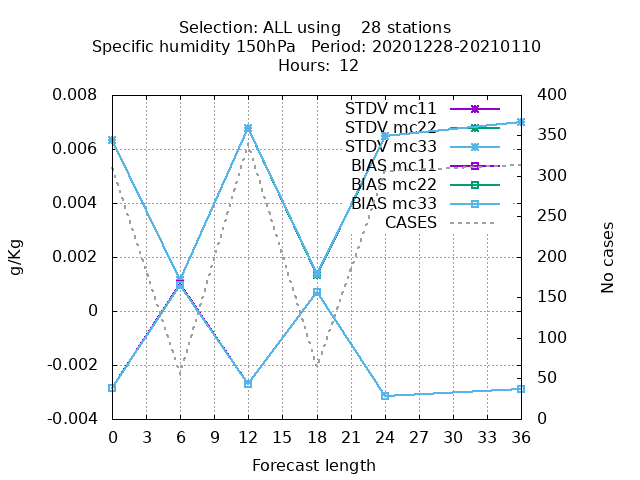 Selection: ALL using    28 stations
Specific humidity 150hPa   Period: 20201228-20210110
Hours:  12
0.008
0.006
0.004
0.002
0
-0.002
-0.004
g/Kg
STDV mc11
STDV mc22
STDV mc33
BIAS mc11
BIAS mc22
BIAS mc33
CASES
400
350
300
250
200
150
100
50
0
No cases
0 3 6 9 12 15 18 21 24 27 30 33 36
Forecast length